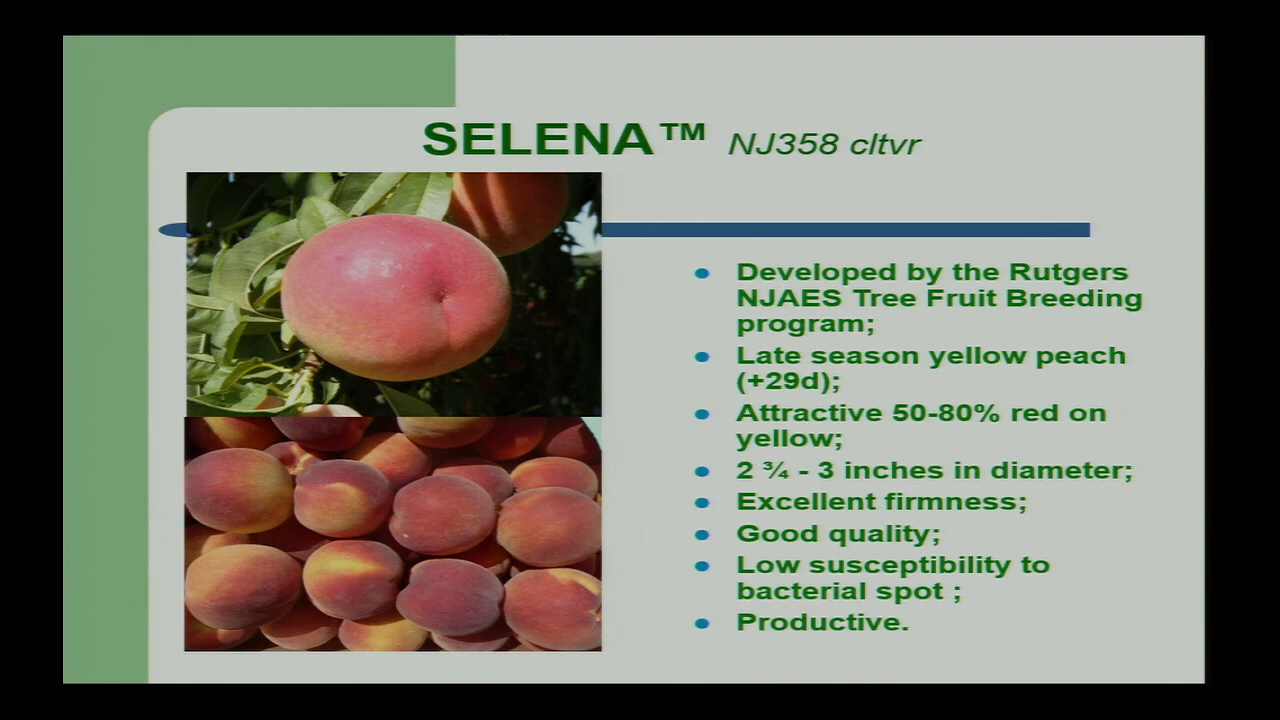 SELENA™ NJ358 cltvr
Developed by the Rutgers
NJAES Tree Fruit Breeding
program;
Late season yellow peach
(+29d);
Attractive 50-80% red on
yellow;
2 ¾ - 3 inches in diameter;
Excellent firmness;
Good quality;
Low susceptibility to
bacterial spot ;
Productive.